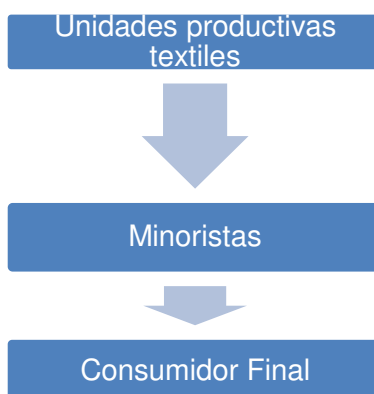 Unidades productivas
textiles
Minoristas
Consumidor Final